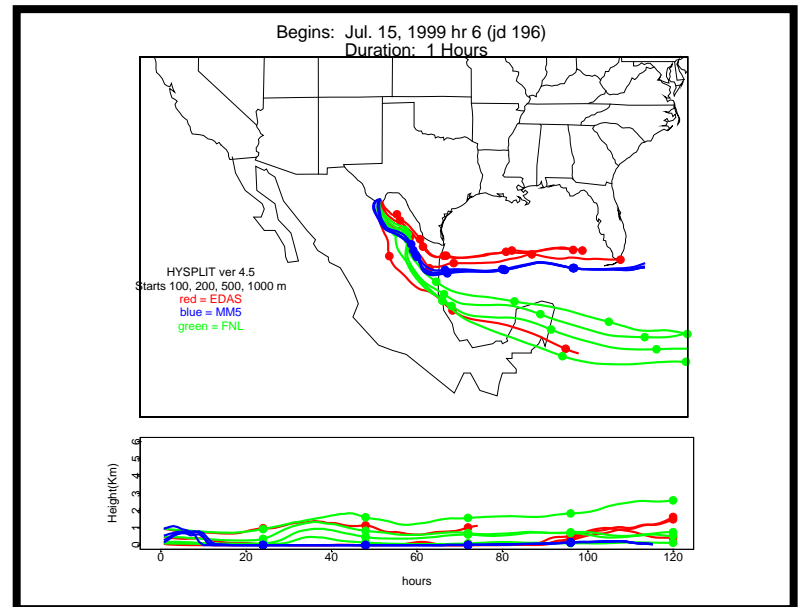 Begins: Jul. 15, 1999 hr 6 (jd 196)
Duration: 1 Hours
HYSPLIT ver 4.5
Starts 100, 200, 500, 1000 m
red = EDAS
blue = MM5
green = FNL
Height(Km)
6
5
4
3
2
1
0
0 20 40 60 80 100 120
hours